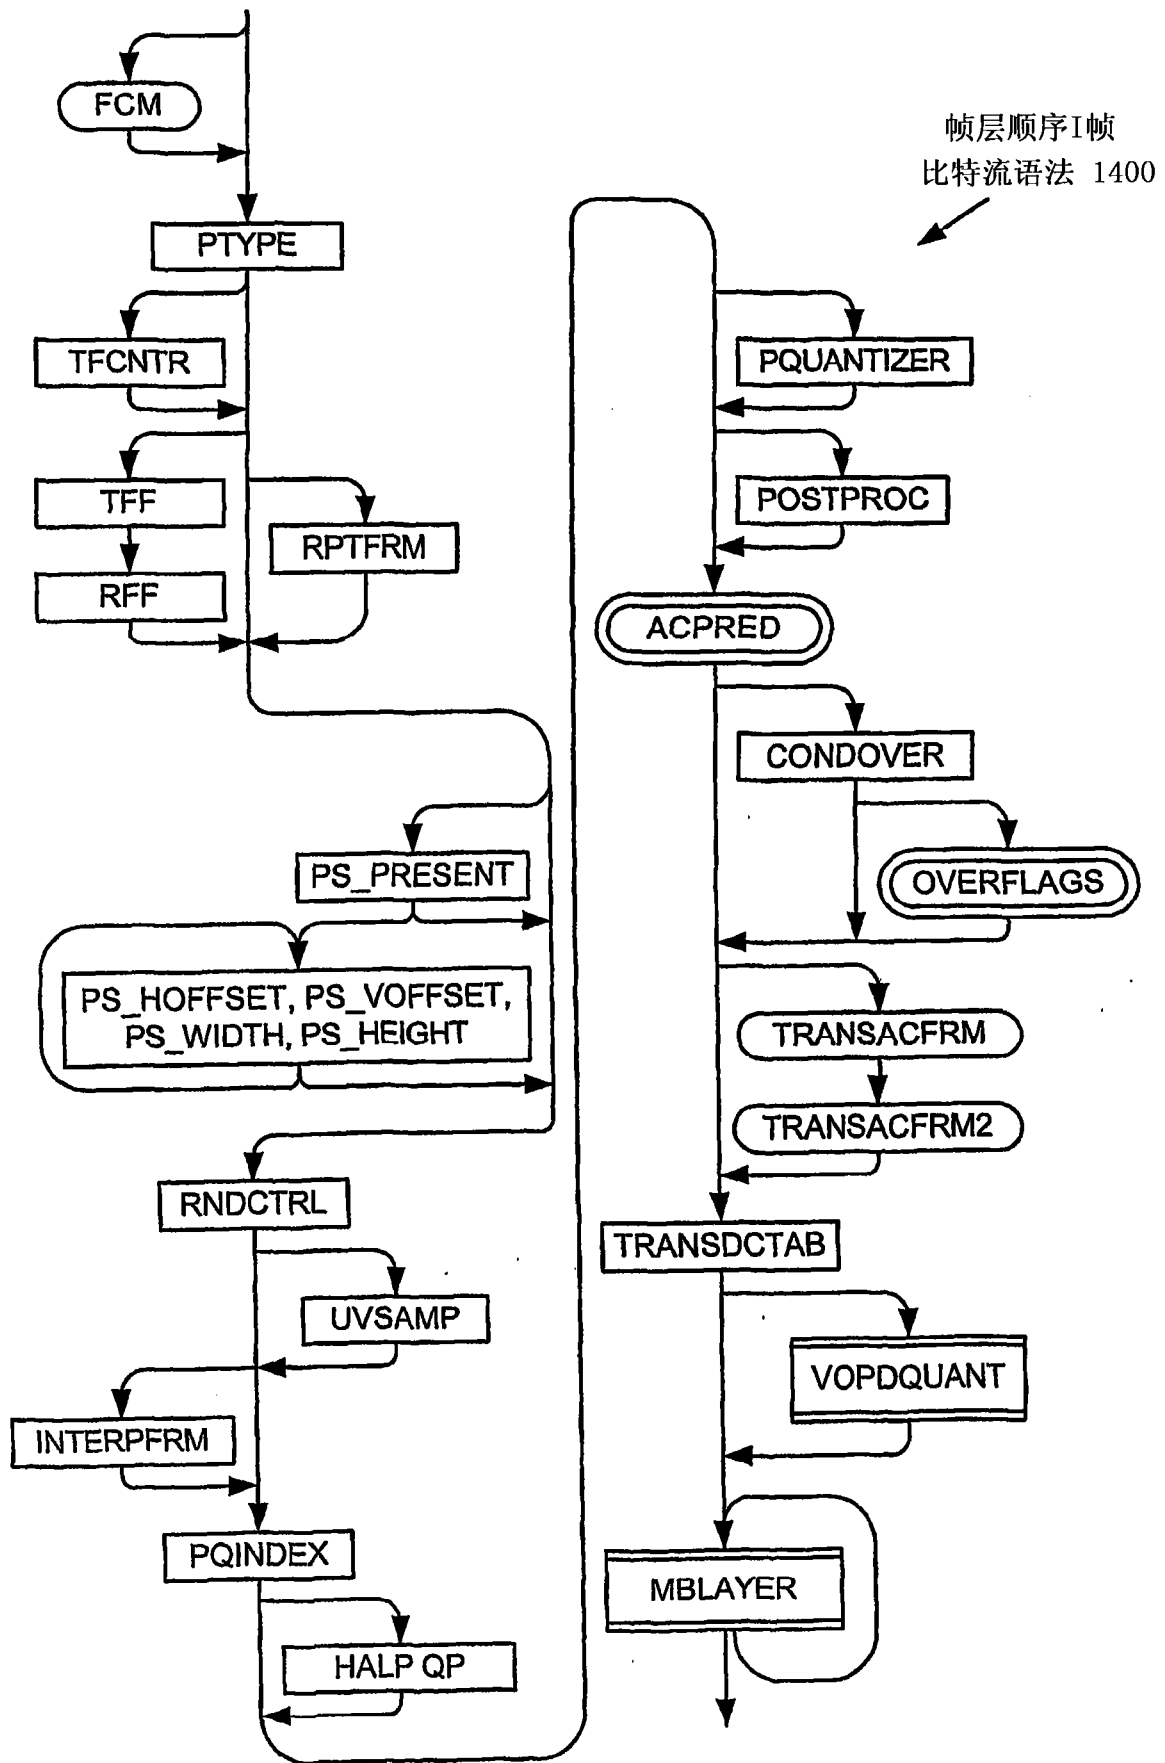 帧层顺序I帧
比特流语法 1400
FCM
PTYPE
TFCNTR
TFF
RPTFRM
RFF
PS_PRESENT
PS_HOFFSET, PS_VOFFSET,
PS_WIDTH, PS_HEIGHT
RNDCTRL
UVSAMP
INTERPFRM
PQINDEX
HALP QP
PQUANTIZER
POSTPROC
ACPRED
CONDOVER
OVERFLAGS
TRANSACFRM
TRANSACFRM2
TRANSDCTAB
VOPDQUANT
MBLAYER